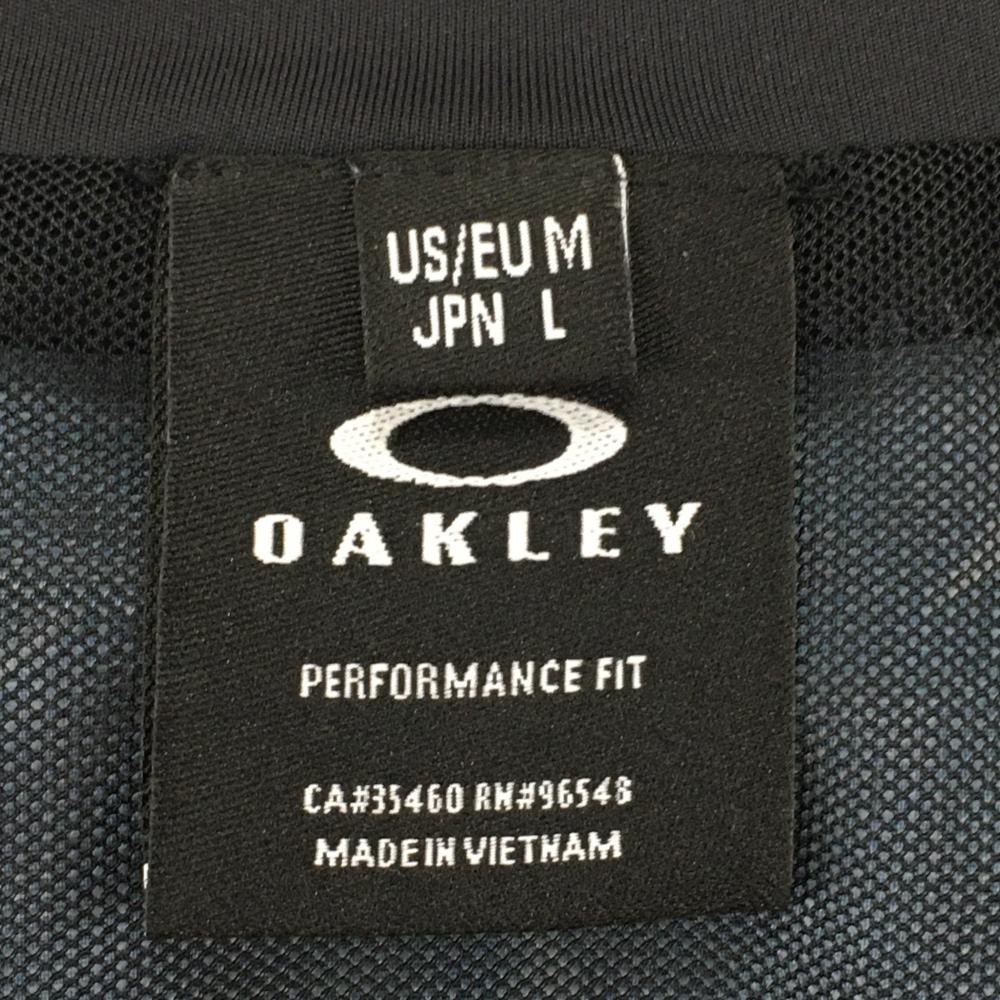 US/EU M
JPN L
OAKLEY
PERFORMANCE FIT
CA#35460 RN#96548
MADE IN VIETNAM